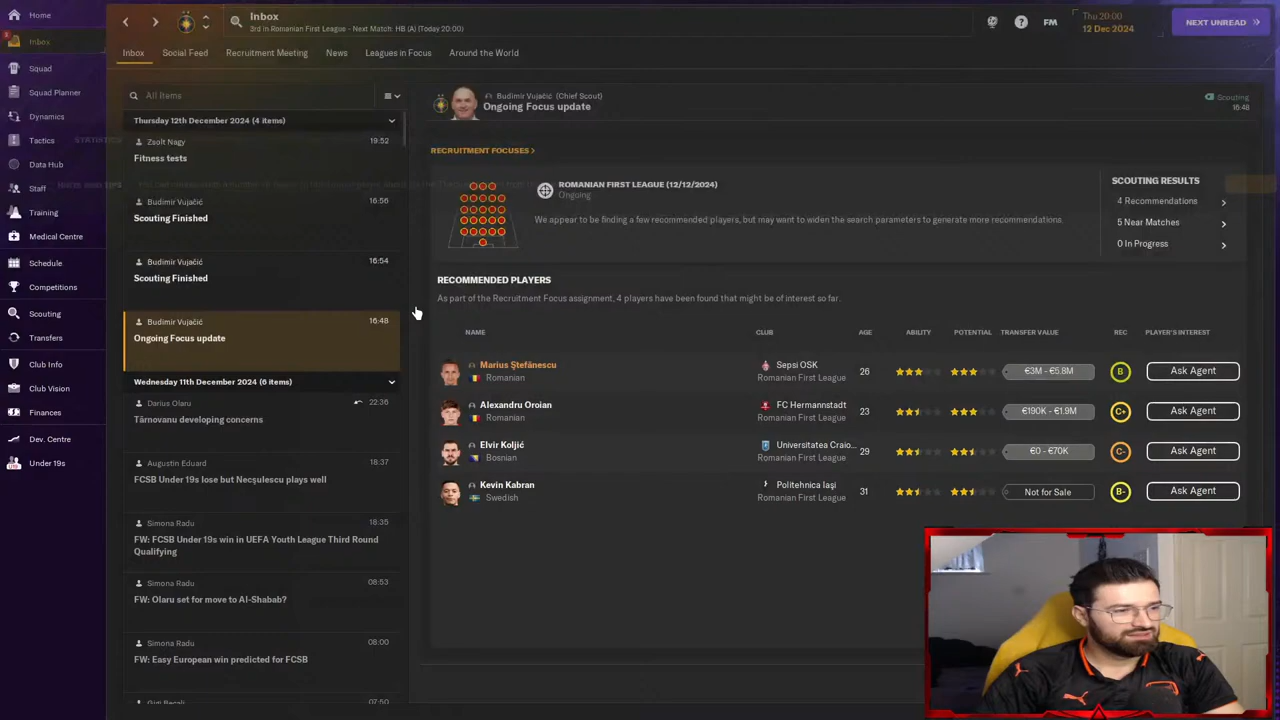 Home
Inbox
Squad
Squad Planner
Dynamics
Tactics
Data Hub
Staff
Training
Medical Centre
Schedule
Competitions
Scouting
Transfers
Club Info
Club Vision
Finances
Dev. Centre
Under 19s
Inbox
3rd in Romanian First League - Next Match: HB (A) (Today 20:00)
FM
Thu 20:00
12 Dec 2024
NEXT UNREAD
Inbox Social Feed Recruitment Meeting News Leagues in Focus Around the World
All Items
Thursday 12th December 2024 (4 items)
Zsolt Nagy 19:52
Fitness tests
Budimir Vujačić 16:56
Scouting Finished
Budimir Vujačić 16:54
Scouting Finished
Budimir Vujačić 16:48
Ongoing Focus update
Wednesday 11th December 2024 (6 items)
Darius Olaru 22:36
Târnovanu developing concerns
Augustin Eduard 18:37
FCSB Under 19s lose but Necşulescu plays well
Simona Radu 18:35
FW: FCSB Under 19s win in UEFA Youth League Third Round
Qualifying
Simona Radu 08:53
FW: Olaru set for move to Al-Shabab?
Simona Radu 08:00
FW: Easy European win predicted for FCSB
Gigi Becali 07:50
Budimir Vujačić (Chief Scout)
Ongoing Focus update
Scouting
16:48
RECRUITMENT FOCUSES >
ROMANIAN FIRST LEAGUE (12/12/2024)
Ongoing
We appear to be finding a few recommended players, but may want to widen the search parameters to generate more recommendations.
SCOUTING RESULTS
4 Recommendations
5 Near Matches
0 In Progress
RECOMMENDED PLAYERS
As part of the Recruitment Focus assignment, 4 players have been found that might be of interest so far.
NAME CLUB AGE ABILITY POTENTIAL TRANSFER VALUE REC PLAYER'S INTEREST
Marius Ştefănescu Sepsi OSK 26 €3M - €5.8M B Ask Agent
Romanian Romanian First League
Alexandru Oroian FC Hermannstadt 23 €190K - €1.9M C+ Ask Agent
Romanian Romanian First League
Elvir Koljić Universitatea Craio... 29 €0 - €70K C- Ask Agent
Bosnian Romanian First League
Kevin Kabran Politehnica Iaşi 31 Not for Sale B- Ask Agent
Swedish Romanian First League